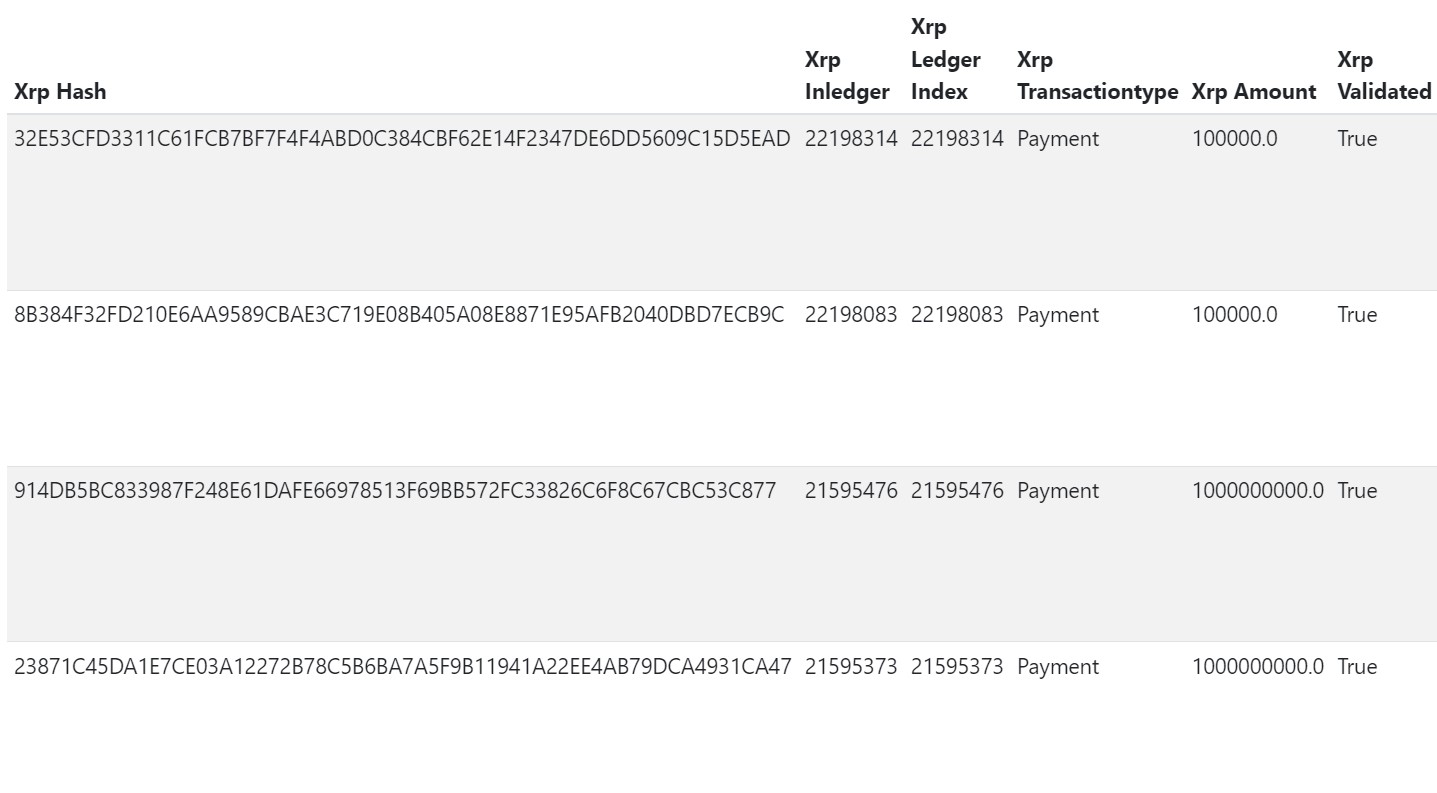 Xrp Hash Xrp Inledger Xrp Ledger Index Xrp Transactiontype Xrp Amount Xrp Validated
32E53CFD3311C61FCB7BF7F4F4ABD0C384CBF62E14F2347DE6DD5609C15D5EAD 22198314 22198314 Payment 100000.0 True
8B384F32FD210E6AA9589CBAE3C719E08B405A08E8871E95AFB2040DBD7ECB9C 22198083 22198083 Payment 100000.0 True
914DB5BC833987F248E61DAFE66978513F69BB572FC33826C6F8C67CBC53C877 21595476 21595476 Payment 1000000000.0 True
23871C45DA1E7CE03A12272B78C5B6BA7A5F9B11941A22EE4AB79DCA4931CA47 21595373 21595373 Payment 1000000000.0 True